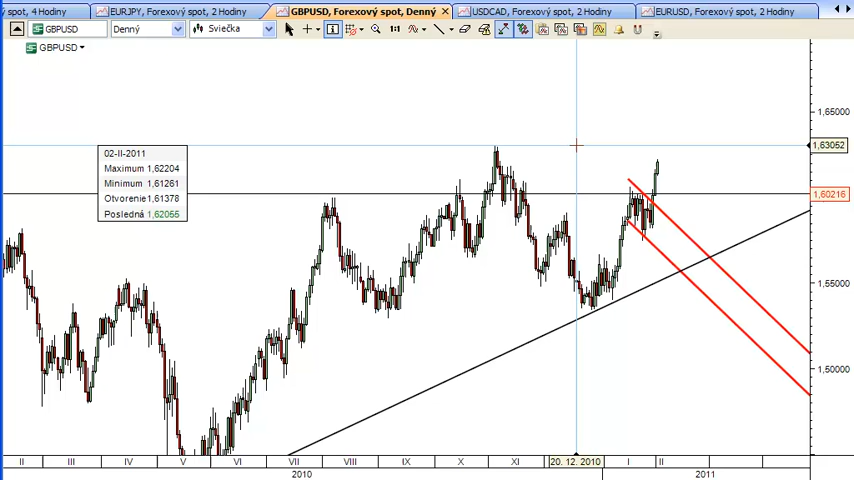 ý spot, 4 Hodiny
EURJPY, Forexový spot, 2 Hodiny
GBPUSD, Forexový spot, Denný
USDCAD, Forexový spot, 2 Hodiny
EURUSD, Forexový spot, 2 Hodiny
GBPUSD
Denný
Sviečka
1:1
GBPUSD
1,65000
1,63052
02-II-2011
Maximum 1,62204
Minimum 1,61261
Otvorenie 1,61378
Posledná 1,62055
1,60216
1,55000
1,50000
II III IV V VI VII VIII IX X XI 20. 12. 2010 I II
2010 2011